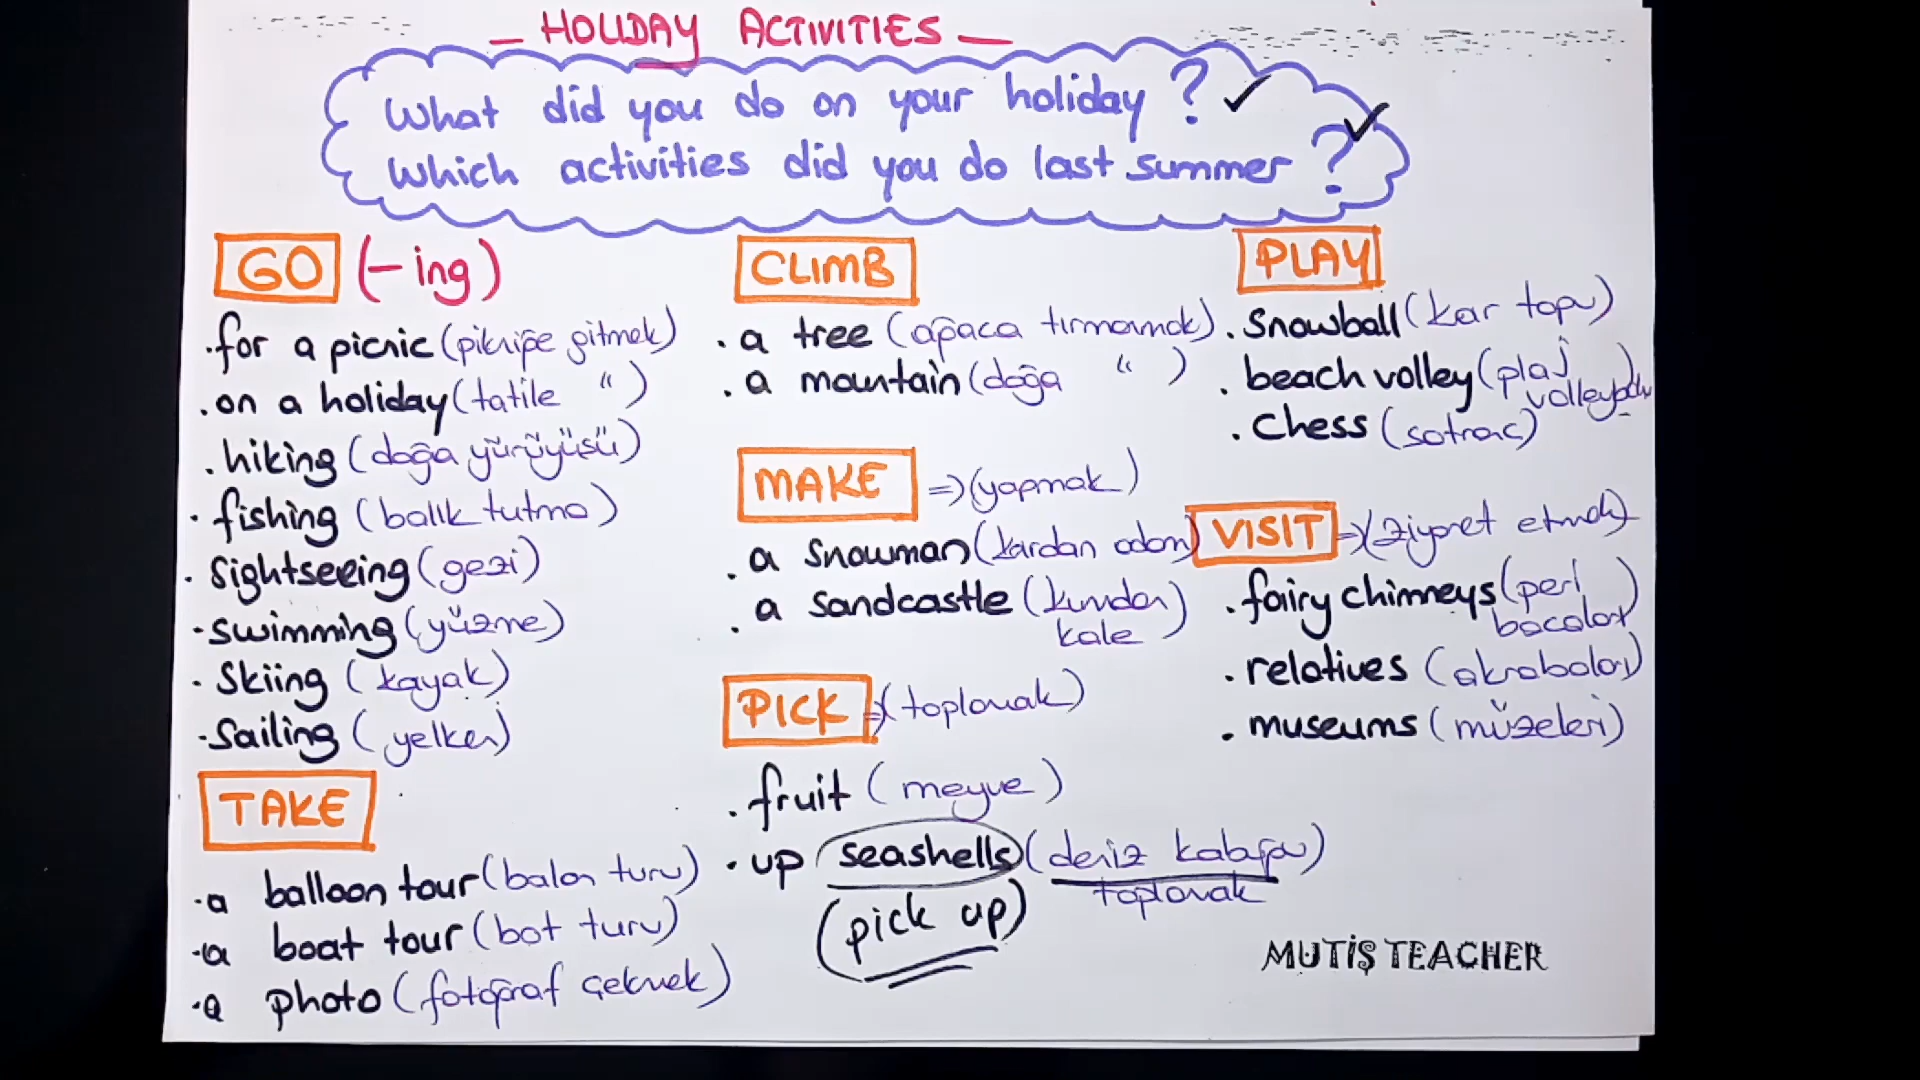 — HOLIDAY ACTIVITIES —
What did you do on your holiday ? ✓
Which activities did you do last summer ? ✓
GO (-ing)
.for a picnic (pikniğe gitmek)
.on a holiday (tatile " )
.hiking (doğa yürüyüşü)
.fishing (balık tutma)
.sightseeing (gezi)
.swimming (yüzme)
.skiing (kayak)
.sailing (yelken)
TAKE
.a balloon tour (balon turu)
.a boat tour (bot turu)
.a photo (fotoğraf çekmek)
CLIMB
.a tree (ağaca tırmanmak)
.a mountain (dağa " )
MAKE ⇒ (yapmak)
.a snowman (kardan adam)
.a sandcastle (kumdan
kale)
PICK ⇒ (toplamak)
.fruit (meyve)
.up seashells (deniz kabuğu)
toplamak
(pick up)
PLAY
.snowball (kar topu)
.beach volley (plaj
volleybolu)
.chess (satranç)
VISIT ⇒ (ziyaret etmek)
.fairy chimneys (peri
bacaları)
.relatives (akrabaları)
.museums (müzeleri)
MUTİŞ TEACHER